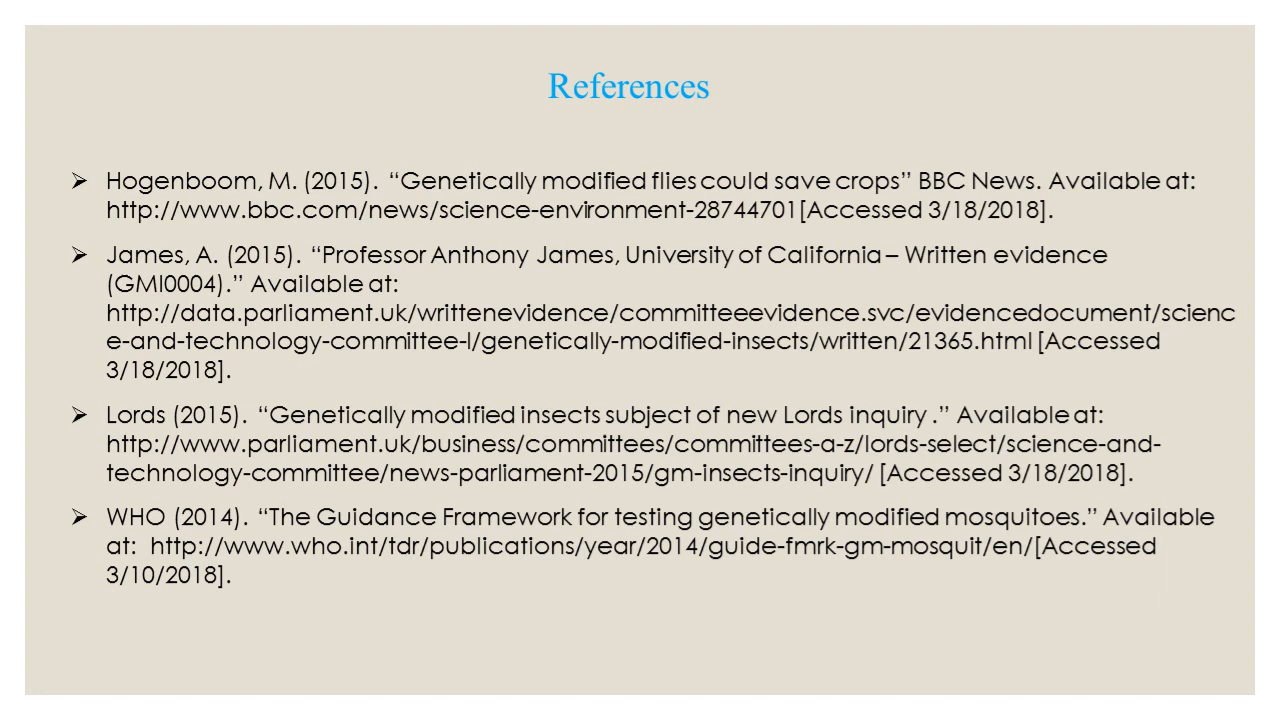 References
➢ Hogenboom, M. (2015). “Genetically modified flies could save crops” BBC News. Available at:
http://www.bbc.com/news/science-environment-28744701[Accessed 3/18/2018].
➢ James, A. (2015). “Professor Anthony James, University of California – Written evidence
(GMI0004).” Available at:
http://data.parliament.uk/writtenevidence/committeeevidence.svc/evidencedocument/scienc
e-and-technology-committee-l/genetically-modified-insects/written/21365.html [Accessed
3/18/2018].
➢ Lords (2015). “Genetically modified insects subject of new Lords inquiry .” Available at:
http://www.parliament.uk/business/committees/committees-a-z/lords-select/science-and-
technology-committee/news-parliament-2015/gm-insects-inquiry/ [Accessed 3/18/2018].
➢ WHO (2014). “The Guidance Framework for testing genetically modified mosquitoes.” Available
at: http://www.who.int/tdr/publications/year/2014/guide-fmrk-gm-mosquit/en/[Accessed
3/10/2018].